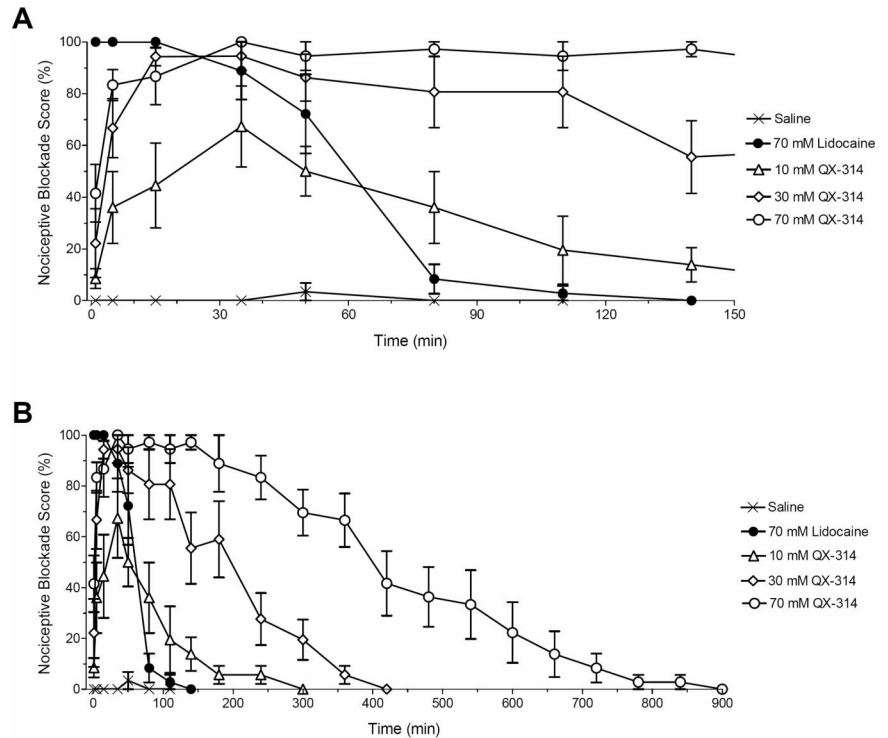 A
100
80
60
40
20
0
Nociceptive Blockade Score (%)
0 30 60 90 120 150
Time (min)
Saline
70 mM Lidocaine
10 mM QX-314
30 mM QX-314
70 mM QX-314
B
100
80
60
40
20
0
Nociceptive Blockade Score (%)
0 100 200 300 400 500 600 700 800 900
Time (min)
Saline
70 mM Lidocaine
10 mM QX-314
30 mM QX-314
70 mM QX-314